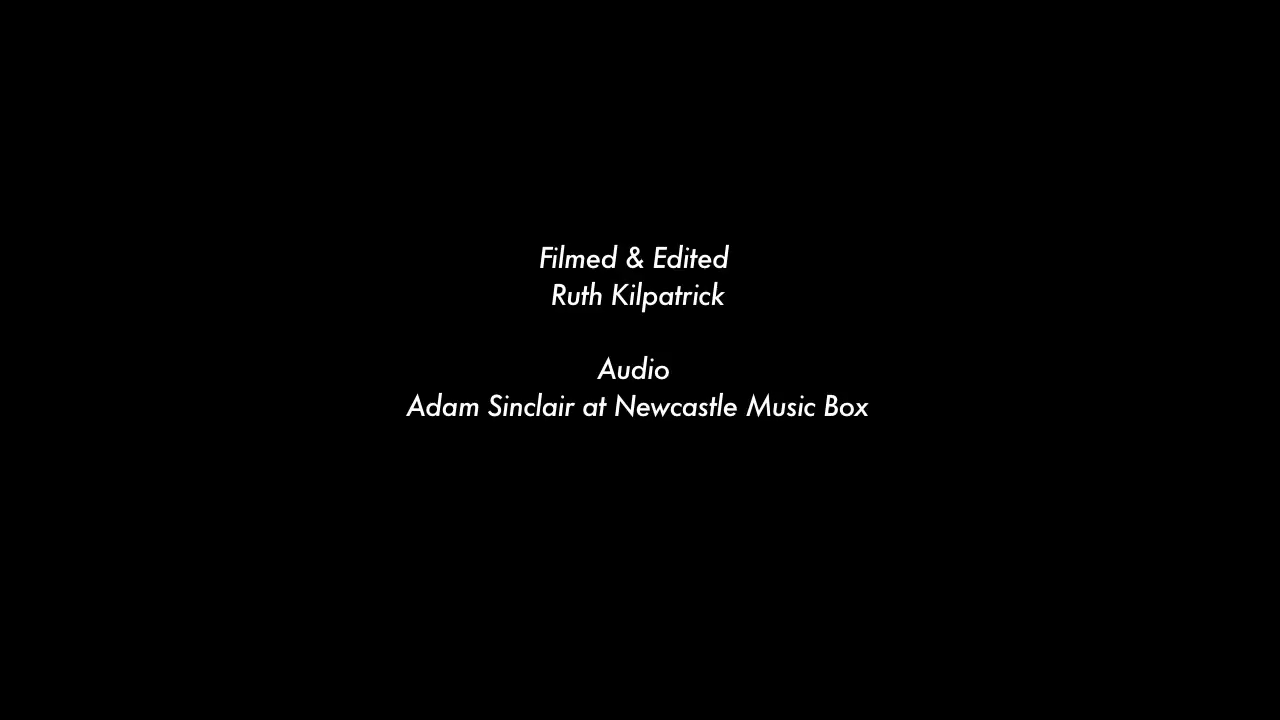 Filmed & Edited
Ruth Kilpatrick
Audio
Adam Sinclair at Newcastle Music Box